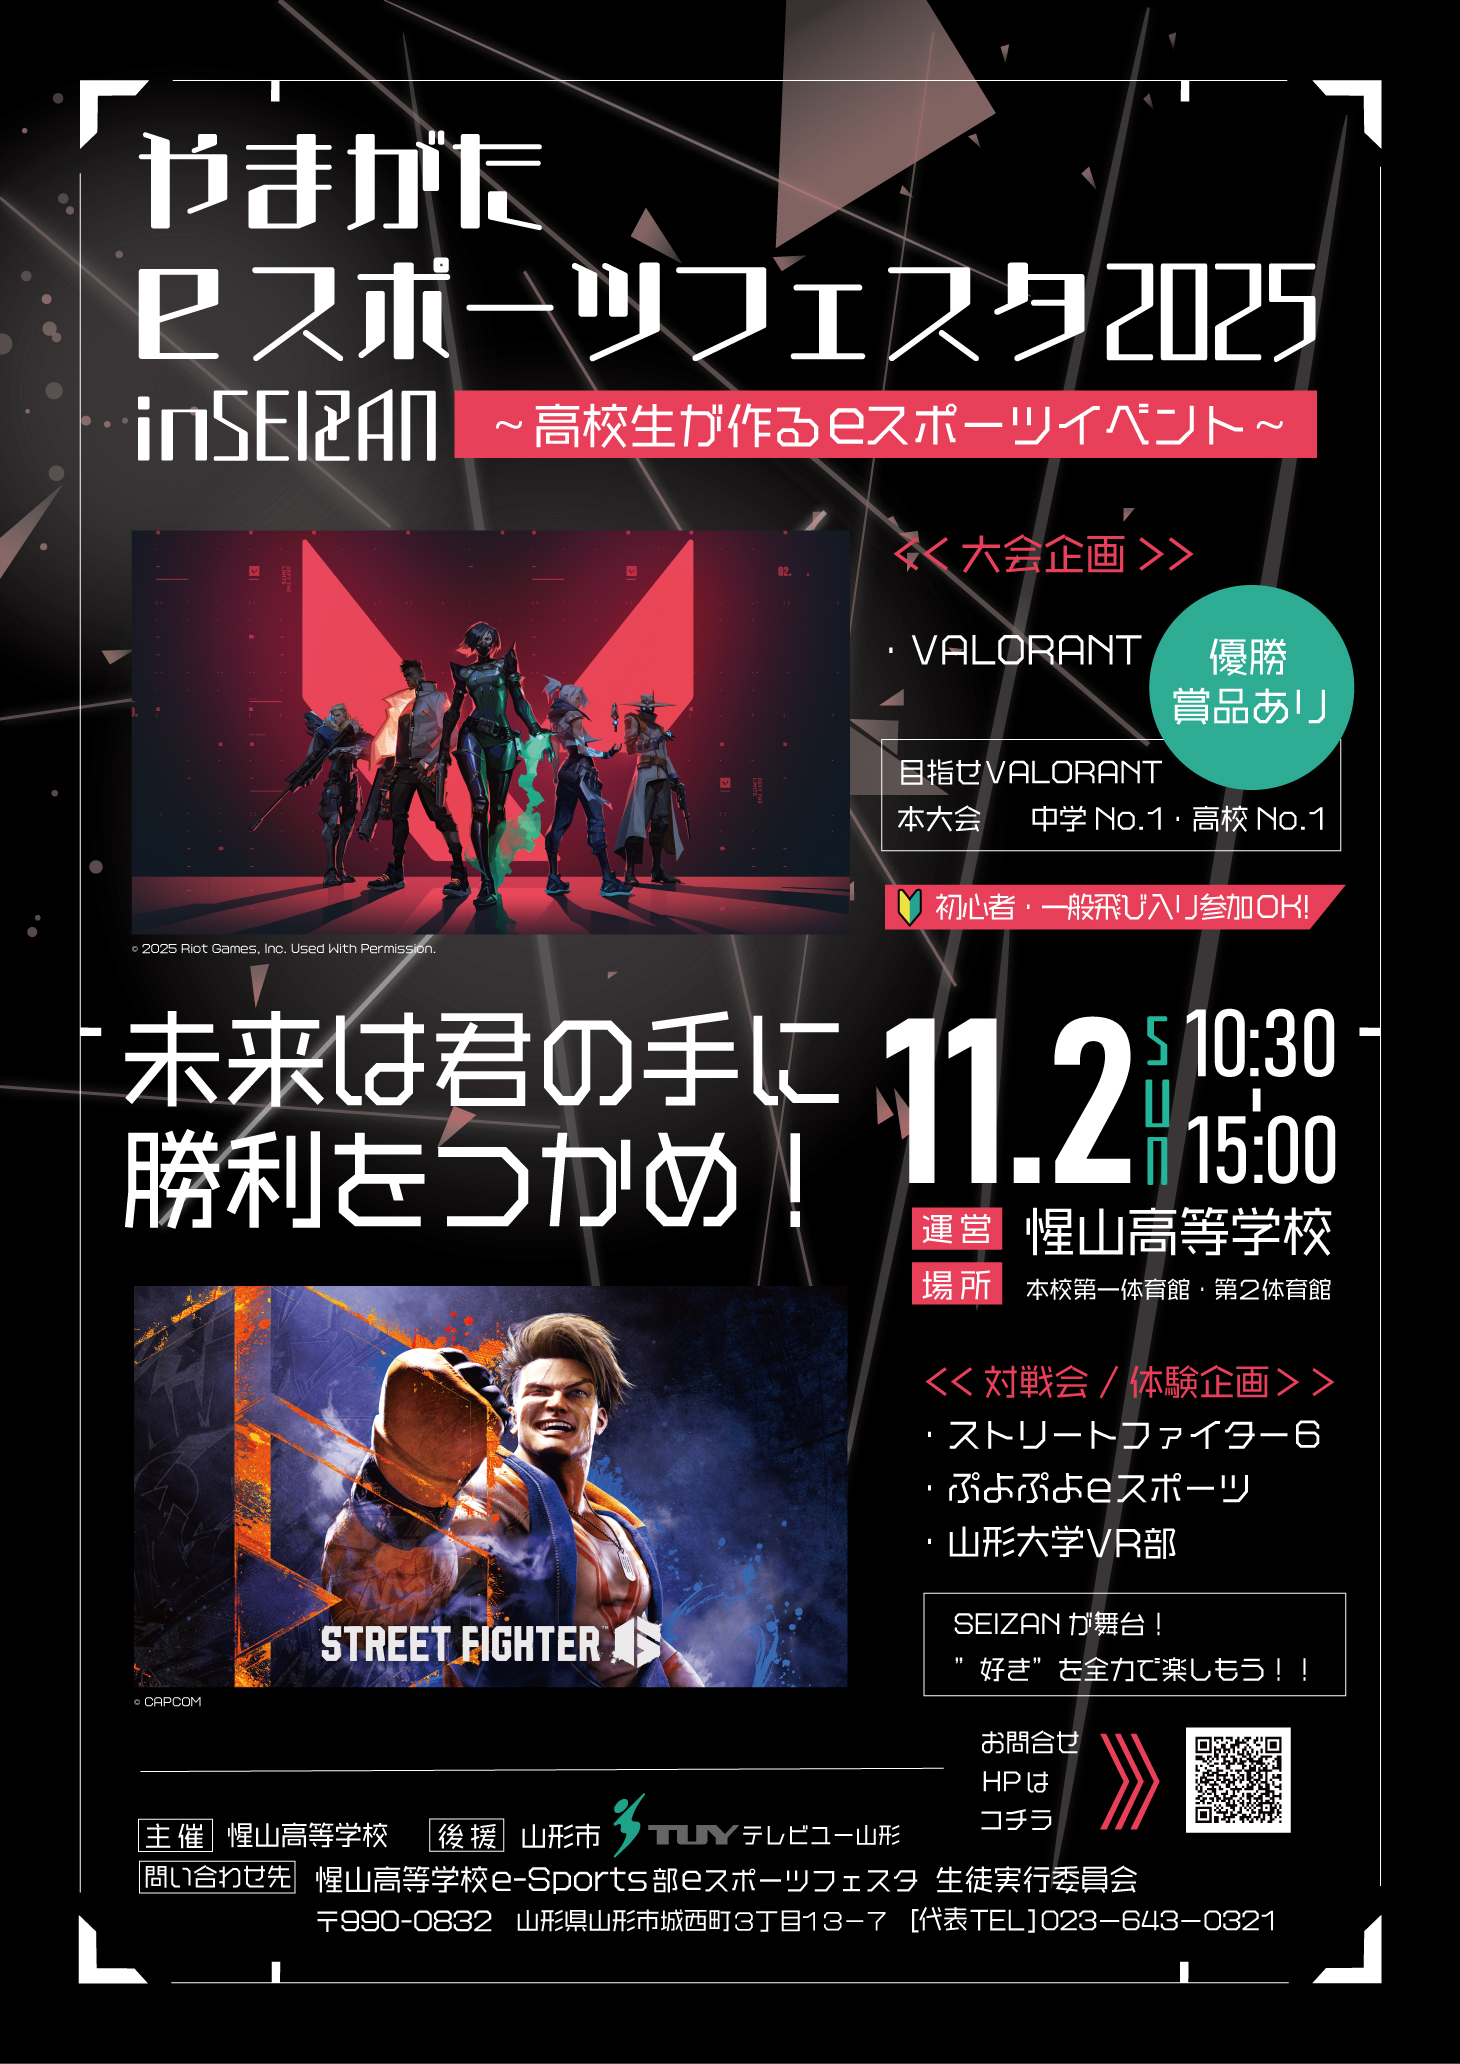 やまがた
eスポーツフェスタ2025
inSEIZAN ～高校生が作るeスポーツイベント～
<< 大会企画 >>
・VALORANT
優勝
賞品あり
目指せVALORANT
本大会　中学No.1・高校No.1
初心者・一般飛び入り参加OK!
02.
© 2025 Riot Games, Inc. Used With Permission.
未来は君の手に
勝利をつかめ！
11.2 SUN 10:30-15:00
運営 惺山高等学校
場所 本校第一体育館・第2体育館
STREET FIGHTER™ 6
© CAPCOM
<< 対戦会 / 体験企画 >>
・ストリートファイター6
・ぷよぷよeスポーツ
・山形大学VR部
SEIZANが舞台！
”好き”を全力で楽しもう！！
お問合せ
HPは
コチラ
主催 惺山高等学校 後援 山形市 TUY テレビユー山形
問い合わせ先 惺山高等学校e-Sports部eスポーツフェスタ 生徒実行委員会
〒990-0832 山形県山形市城西町3丁目13－7 [代表TEL]023－643－0321